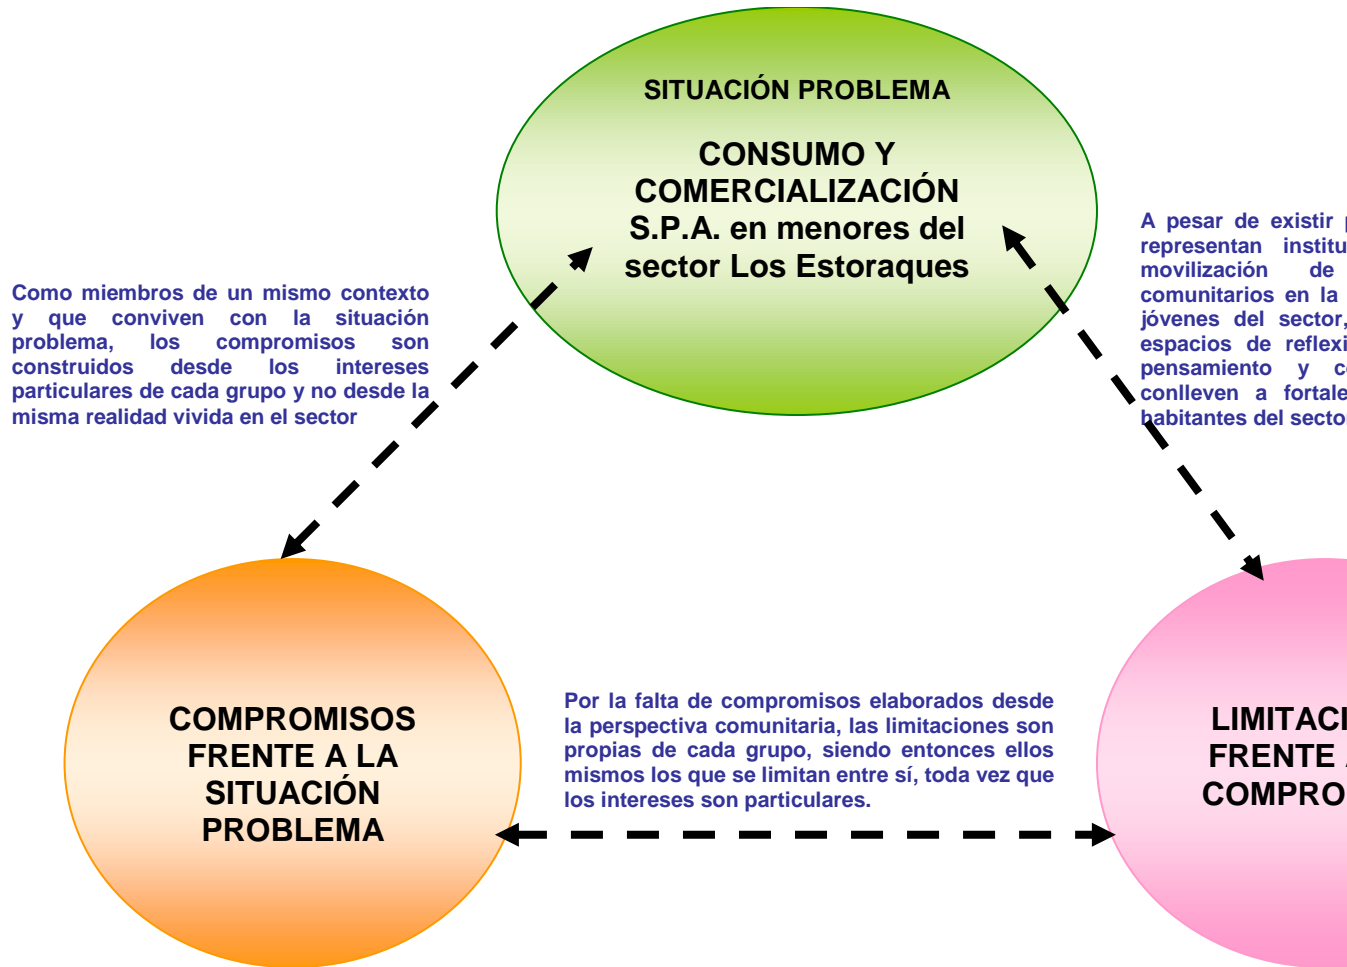 SITUACIÓN PROBLEMA
CONSUMO Y
COMERCIALIZACIÓN
S.P.A. en menores del
sector Los Estoraques
Como miembros de un mismo contexto
y que conviven con la situación
problema, los compromisos son
construidos desde los intereses
particulares de cada grupo y no desde la
misma realidad vivida en el sector
A pesar de existir
representan
movilización de
comunitarios en la
jóvenes del sector,
espacios de
pensamiento y
conlleven a
habitantes del
COMPROMISOS
FRENTE A LA
SITUACIÓN
PROBLEMA
Por la falta de compromisos elaborados desde
la perspectiva comunitaria, las limitaciones son
propias de cada grupo, siendo entonces ellos
mismos los que se limitan entre sí, toda vez que
los intereses son particulares.
FRENTE